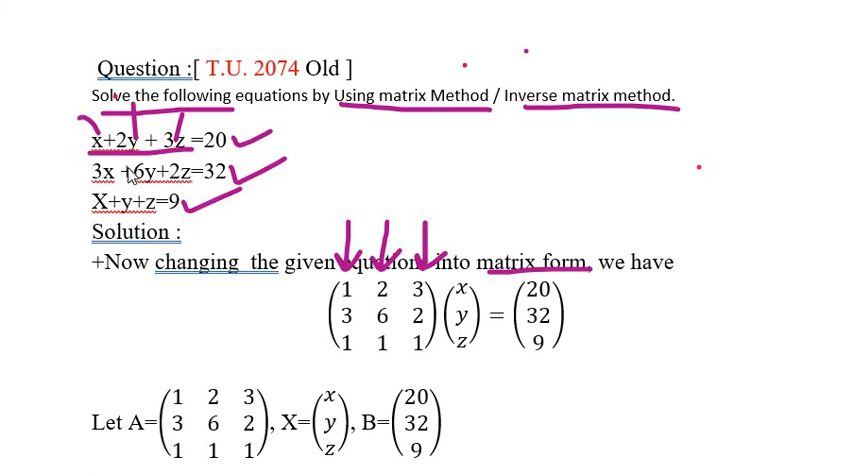 Question :[ T.U. 2074 Old ]
Solve the following equations by Using matrix Method / Inverse matrix method.
x+2y + 3z =20
3x +6y+2z=32
X+y+z=9
Solution :
+Now changing the given equation into matrix form, we have
(1 2 3) (x) (20)
(3 6 2) (y) = (32)
(1 1 1) (z) (9)
Let A=(1 2 3; 3 6 2; 1 1 1), X=(x; y; z), B=(20; 32; 9)